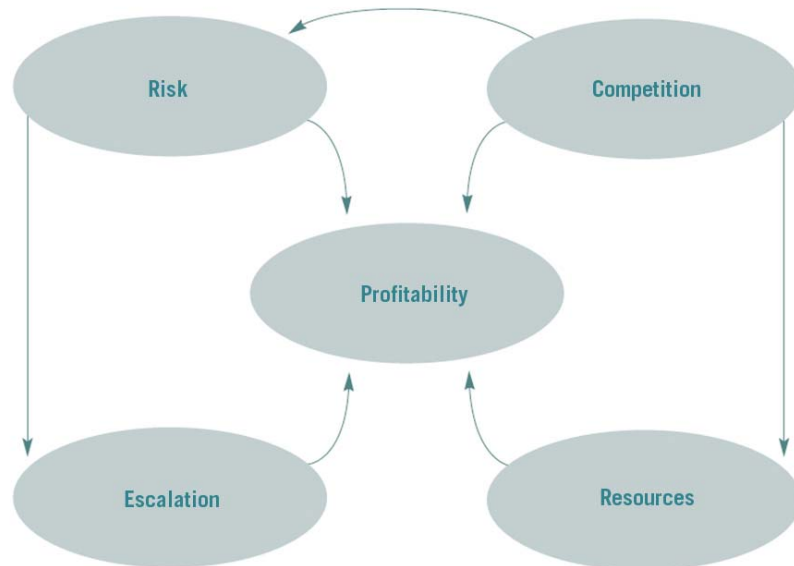 Risk
Competition
Profitability
Escalation
Resources